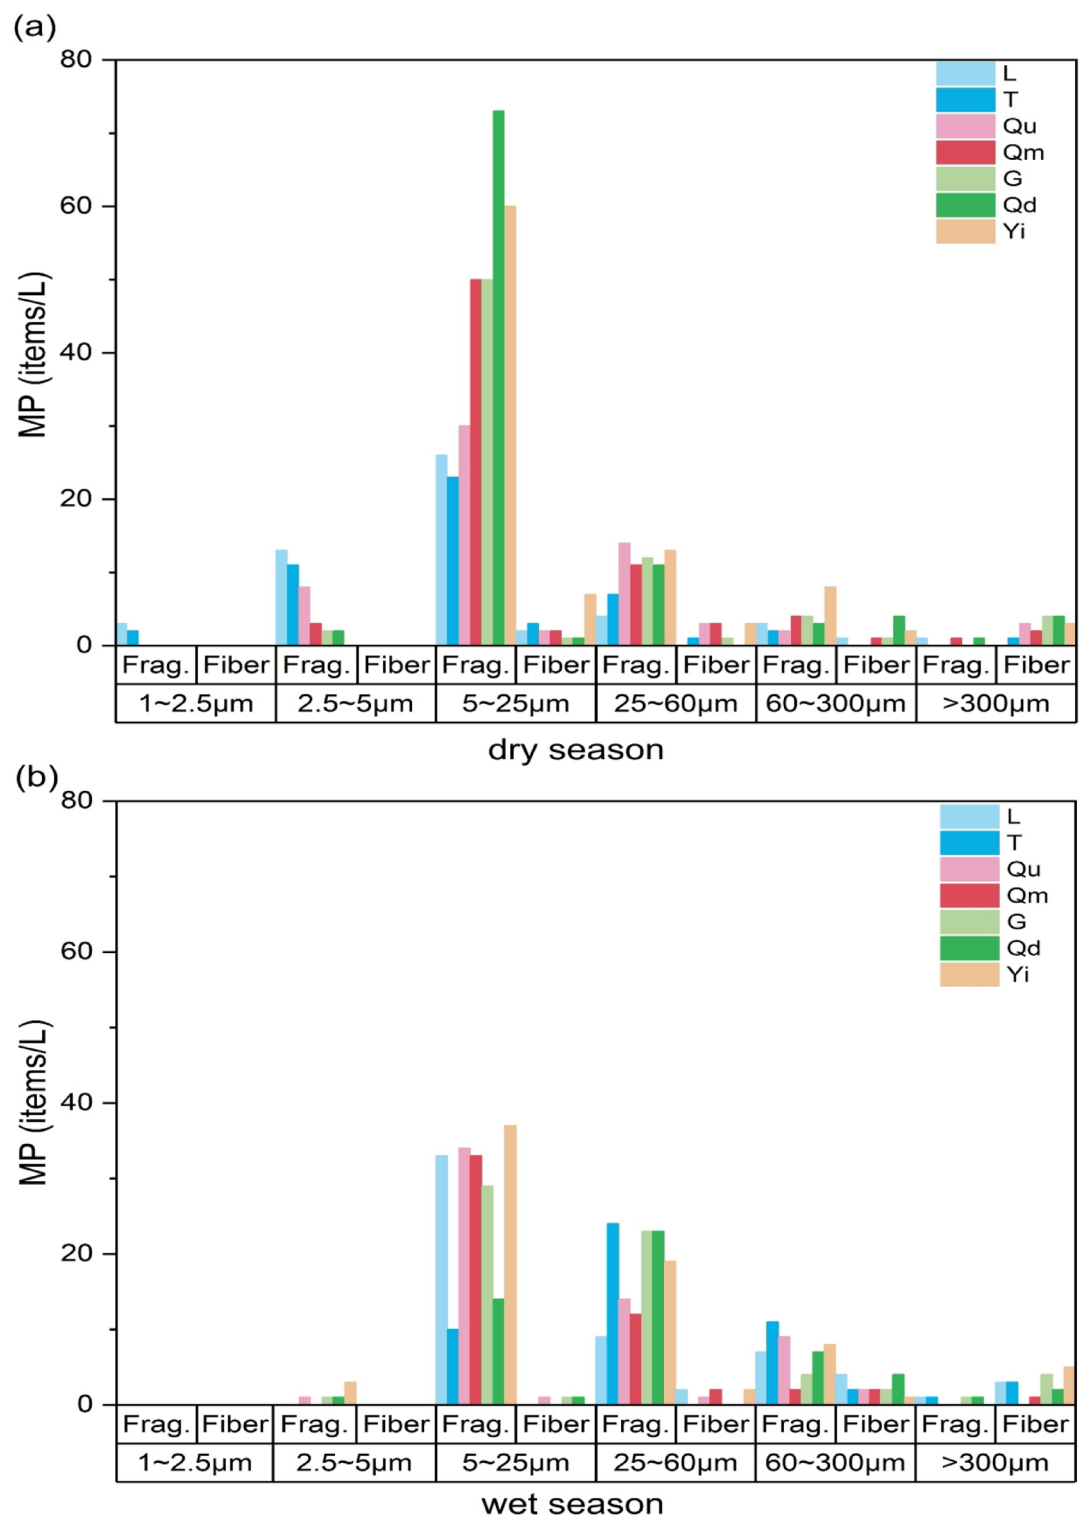 (a)
80
60
40
20
0
MP (items/L)
L
T
Qu
Qm
G
Qd
Yi
Frag. Fiber Frag. Fiber Frag. Fiber Frag. Fiber Frag. Fiber Frag. Fiber
1~2.5μm 2.5~5μm 5~25μm 25~60μm 60~300μm >300μm
dry season
(b)
80
60
40
20
0
MP (items/L)
L
T
Qu
Qm
G
Qd
Yi
Frag. Fiber Frag. Fiber Frag. Fiber Frag. Fiber Frag. Fiber Frag. Fiber
1~2.5μm 2.5~5μm 5~25μm 25~60μm 60~300μm >300μm
wet season